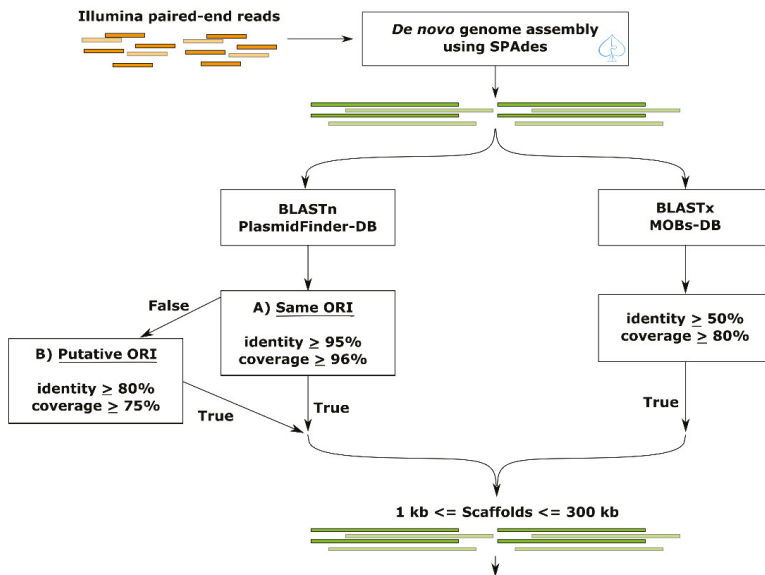 Illumina paired-end reads
De novo genome assembly
using SPAdes
BLASTn
PlasmidFinder-DB
BLASTx
MOBs-DB
False
A) Same ORI
identity ≥ 95%
coverage ≥ 96%
identity ≥ 50%
coverage ≥ 80%
B) Putative ORI
identity ≥ 80%
coverage ≥ 75%
True
True
True
1 kb <= Scaffolds <= 300 kb